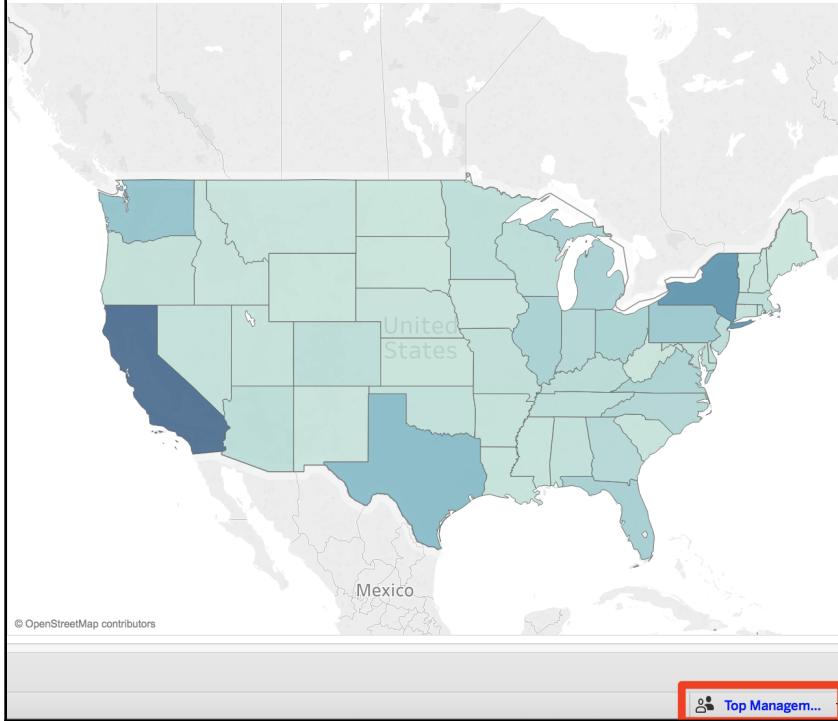 United
States
Mexico
© OpenStreetMap contributors
Top Managem...